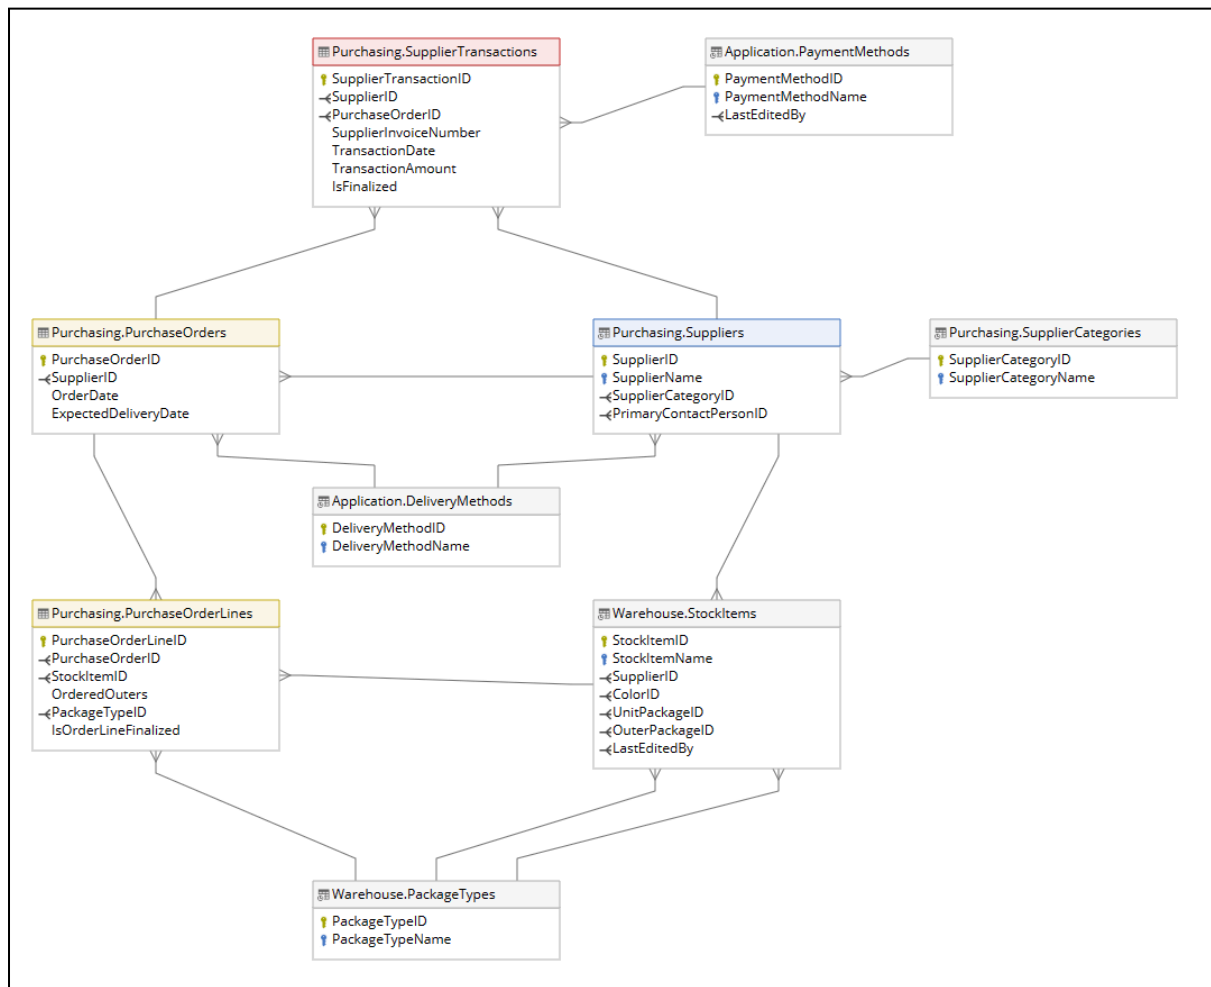 Purchasing.SupplierTransactions
SupplierTransactionID
SupplierID
PurchaseOrderID
SupplierInvoiceNumber
TransactionDate
TransactionAmount
IsFinalized
Application.PaymentMethods
PaymentMethodID
PaymentMethodName
LastEditedBy
Purchasing.PurchaseOrders
PurchaseOrderID
SupplierID
OrderDate
ExpectedDeliveryDate
Purchasing.Suppliers
SupplierID
SupplierName
SupplierCategoryID
PrimaryContactPersonID
Purchasing.SupplierCategories
SupplierCategoryID
SupplierCategoryName
Application.DeliveryMethods
DeliveryMethodID
DeliveryMethodName
Purchasing.PurchaseOrderLines
PurchaseOrderLineID
PurchaseOrderID
StockItemID
OrderedOuters
PackageTypeID
IsOrderLineFinalized
Warehouse.StockItems
StockItemID
StockItemName
SupplierID
ColorID
UnitPackageID
OuterPackageID
LastEditedBy
Warehouse.PackageTypes
PackageTypeID
PackageTypeName